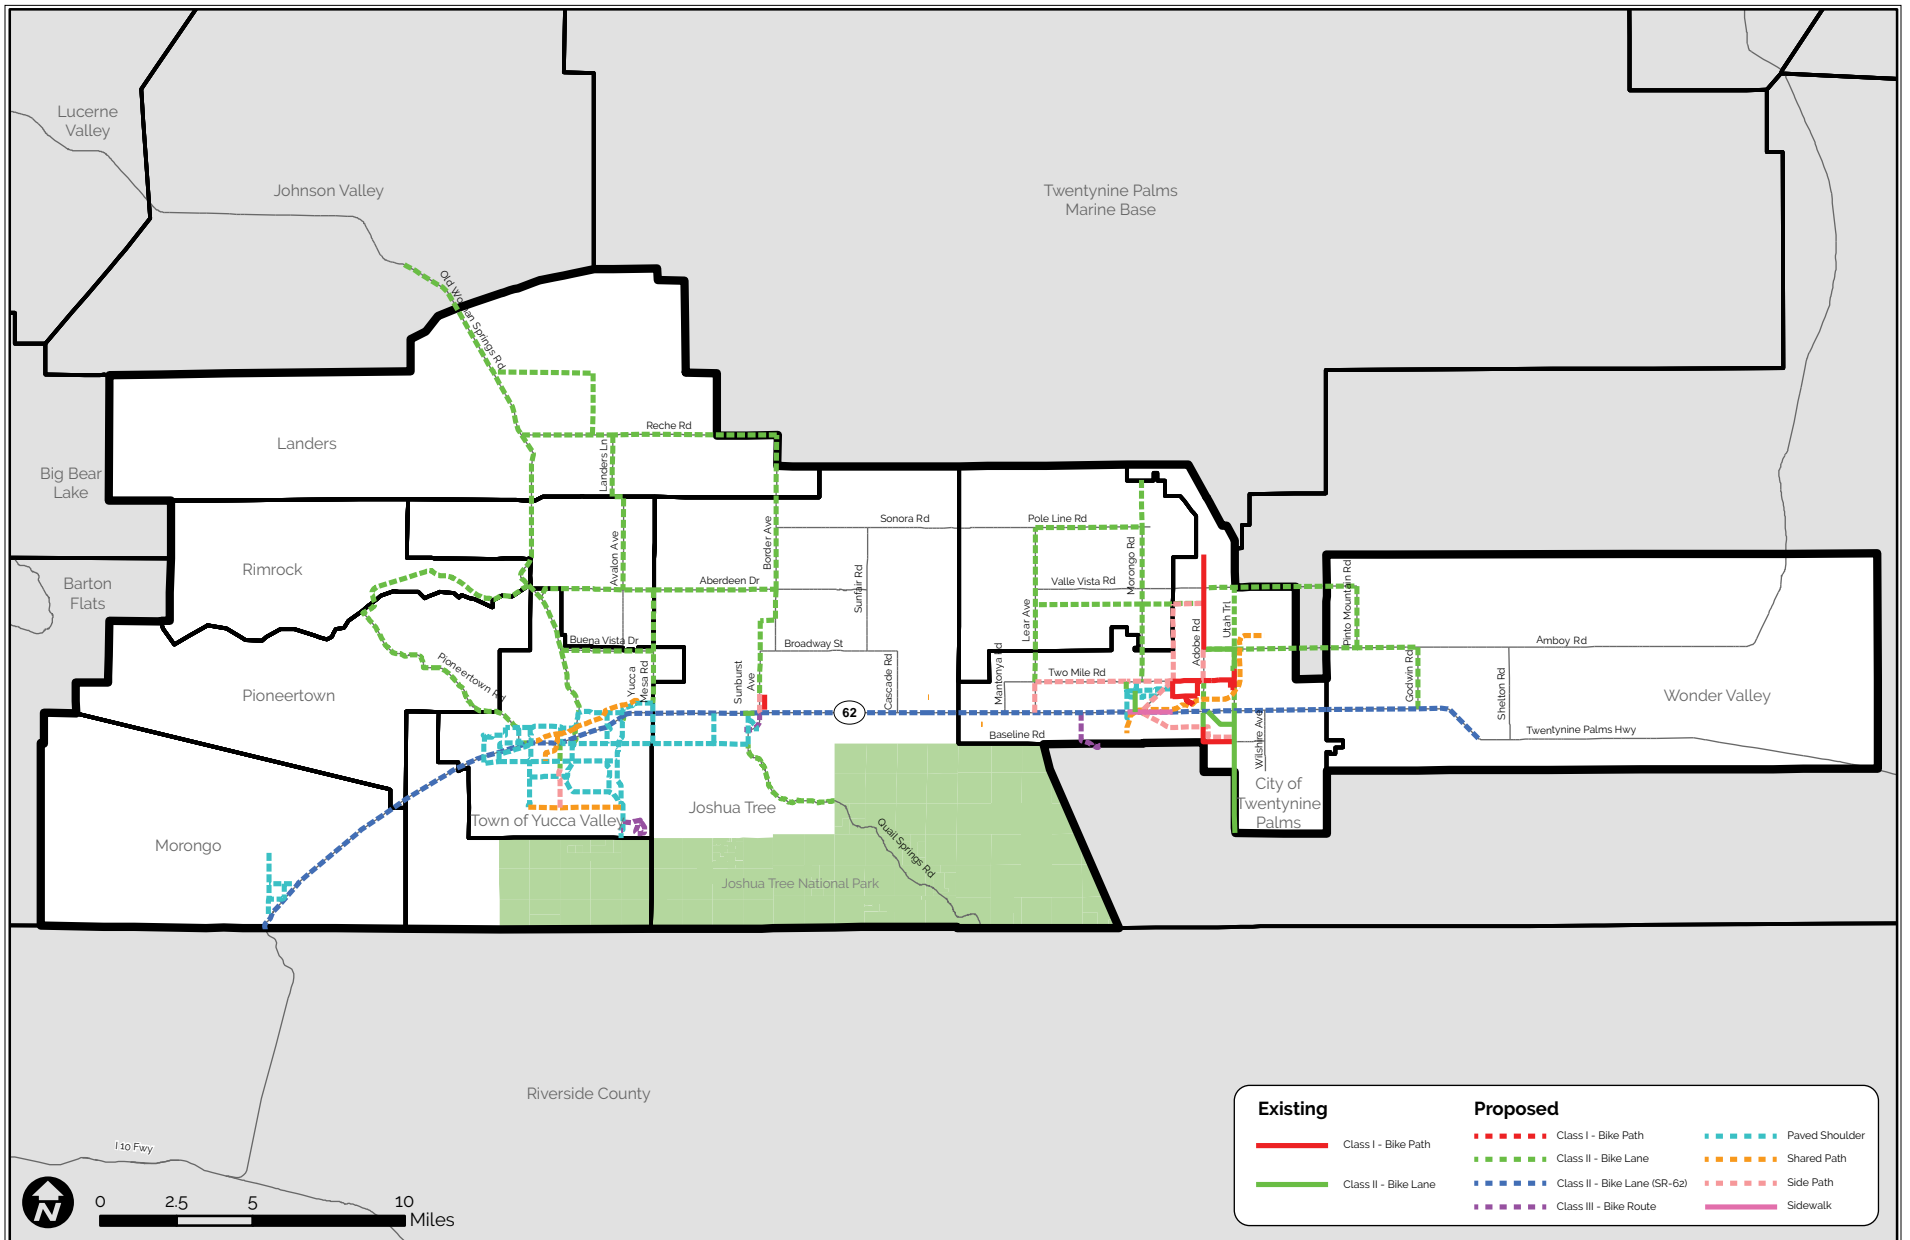 Lucerne
Valley
Johnson Valley
Twentynine Palms
Marine Base
Old Woman Springs Rd
Reche Rd
Landers
Landers Ln
Big Bear
Lake
Sonora Rd
Pole Line Rd
Border Ave
Avalon Ave
Morongo Rd
Rimrock
Barton
Flats
Aberdeen Dr
Sunfair Rd
Valle Vista Rd
Pinto Mountain Rd
Lear Ave
Utah Trl
Adobe Rd
Buena Vista Dr
Broadway St
Amboy Rd
Pioneertown Rd
Pioneertown
Yucca
Mesa Rd
Sunburst
Ave
Cascade Rd
Mantonya Rd
Two Mile Rd
Godwin Rd
Shelton Rd
Wonder Valley
62
Baseline Rd
Wilshire Ave
Twentynine Palms Hwy
City of
Twentynine
Palms
Joshua Tree
Town of Yucca Valley
Morongo
Quail Springs Rd
Joshua Tree National Park
Riverside County
I 10 Fwy
N
0 2.5 5 10
Miles
Existing
Class I - Bike Path
Class II - Bike Lane
Proposed
Class I - Bike Path
Class II - Bike Lane
Class II - Bike Lane (SR-62)
Class III - Bike Route
Paved Shoulder
Shared Path
Side Path
Sidewalk